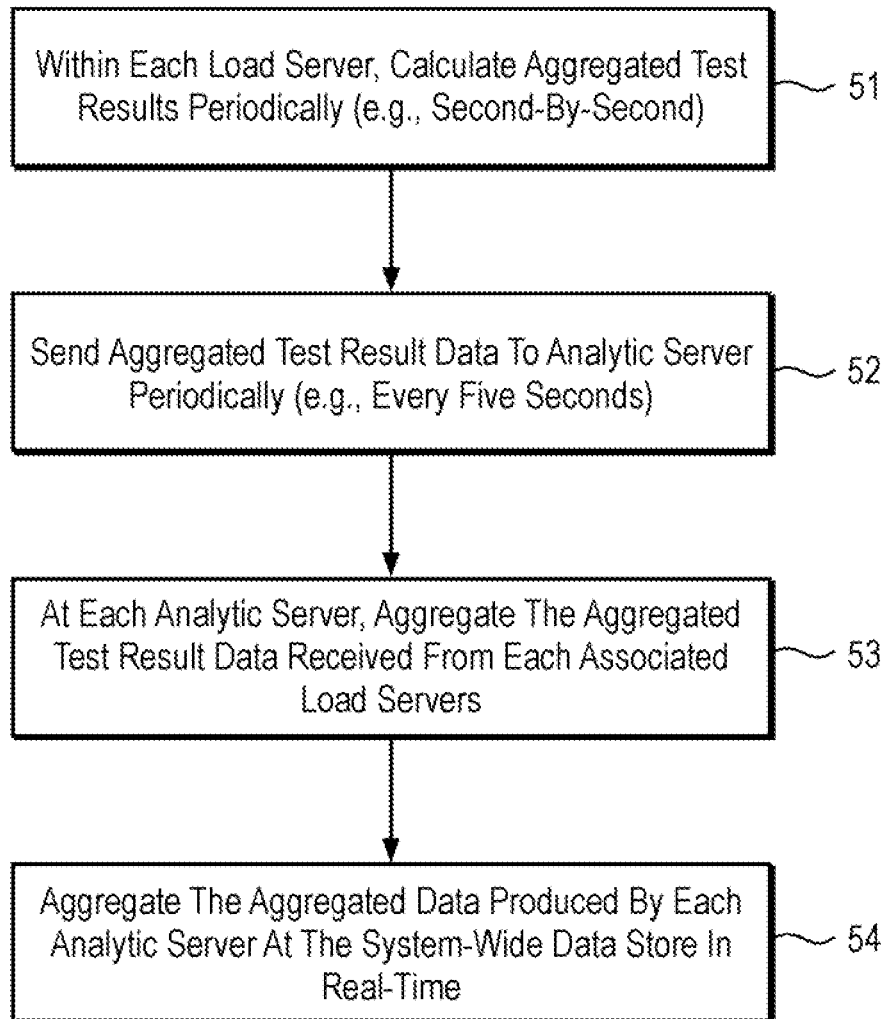 Within Each Load Server, Calculate Aggregated Test
Results Periodically (e.g., Second-By-Second)
51
Send Aggregated Test Result Data To Analytic Server
Periodically (e.g., Every Five Seconds)
52
At Each Analytic Server, Aggregate The Aggregated
Test Result Data Received From Each Associated
Load Servers
53
Aggregate The Aggregated Data Produced By Each
Analytic Server At The System-Wide Data Store In
Real-Time
54